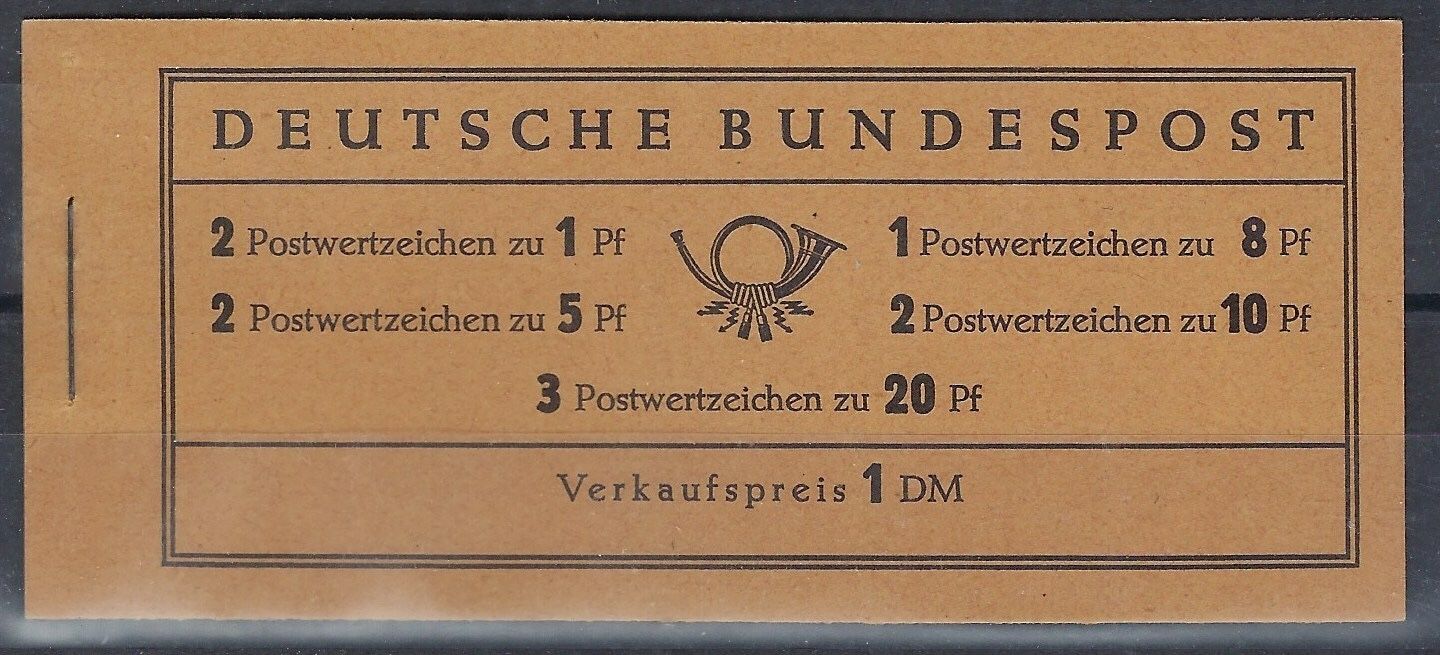 DEUTSCHE BUNDESPOST
2 Postwertzeichen zu 1 Pf
1 Postwertzeichen zu 8 Pf
2 Postwertzeichen zu 5 Pf
2 Postwertzeichen zu 10 Pf
3 Postwertzeichen zu 20 Pf
Verkaufspreis 1 DM